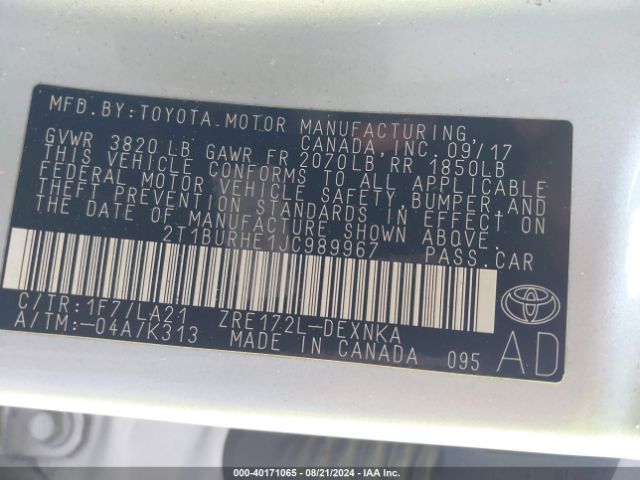 MFD. BY: TOYOTA MOTOR MANUFACTURING
CANADA, INC. 09/17
GVWR 3820 LB GAWR FR 2070LB RR 1850LB
THIS VEHICLE CONFORMS TO ALL APPLICABLE
FEDERAL MOTOR VEHICLE SAFETY, BUMPER, AND
THEFT PREVENTION STANDARDS IN EFFECT ON
THE DATE OF MANUFACTURE SHOWN ABOVE.
2T1BURHE1JC989967 PASS.CAR
C/TR: 1F7/LA21 ZRE172L-DEXNKA
A/TM:-04A/K313 MADE IN CANADA 095
TOYOTA
AD
000-40171065 | 08/21/2024 - IAA Inc.